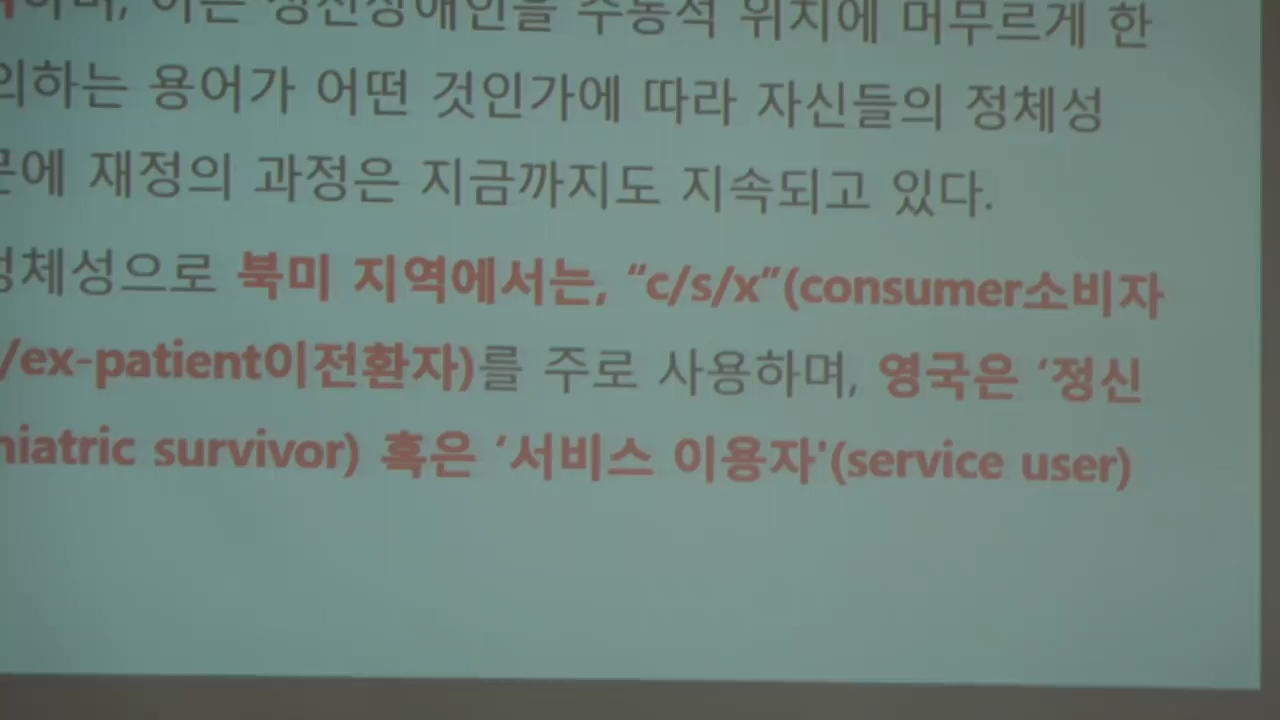 이는 정신장애인을 수동적 위치에 머무르게 한
의하는 용어가 어떤 것인가에 따라 자신들의 정체성
재정의 과정은 지금까지도 지속되고 있다.
정체성으로 북미 지역에서는, “c/s/x”(consumer소비자
/ex-patient이전환자)를 주로 사용하며, 영국은 ‘정신
survivor) 혹은 ‘서비스 이용자'(service user)